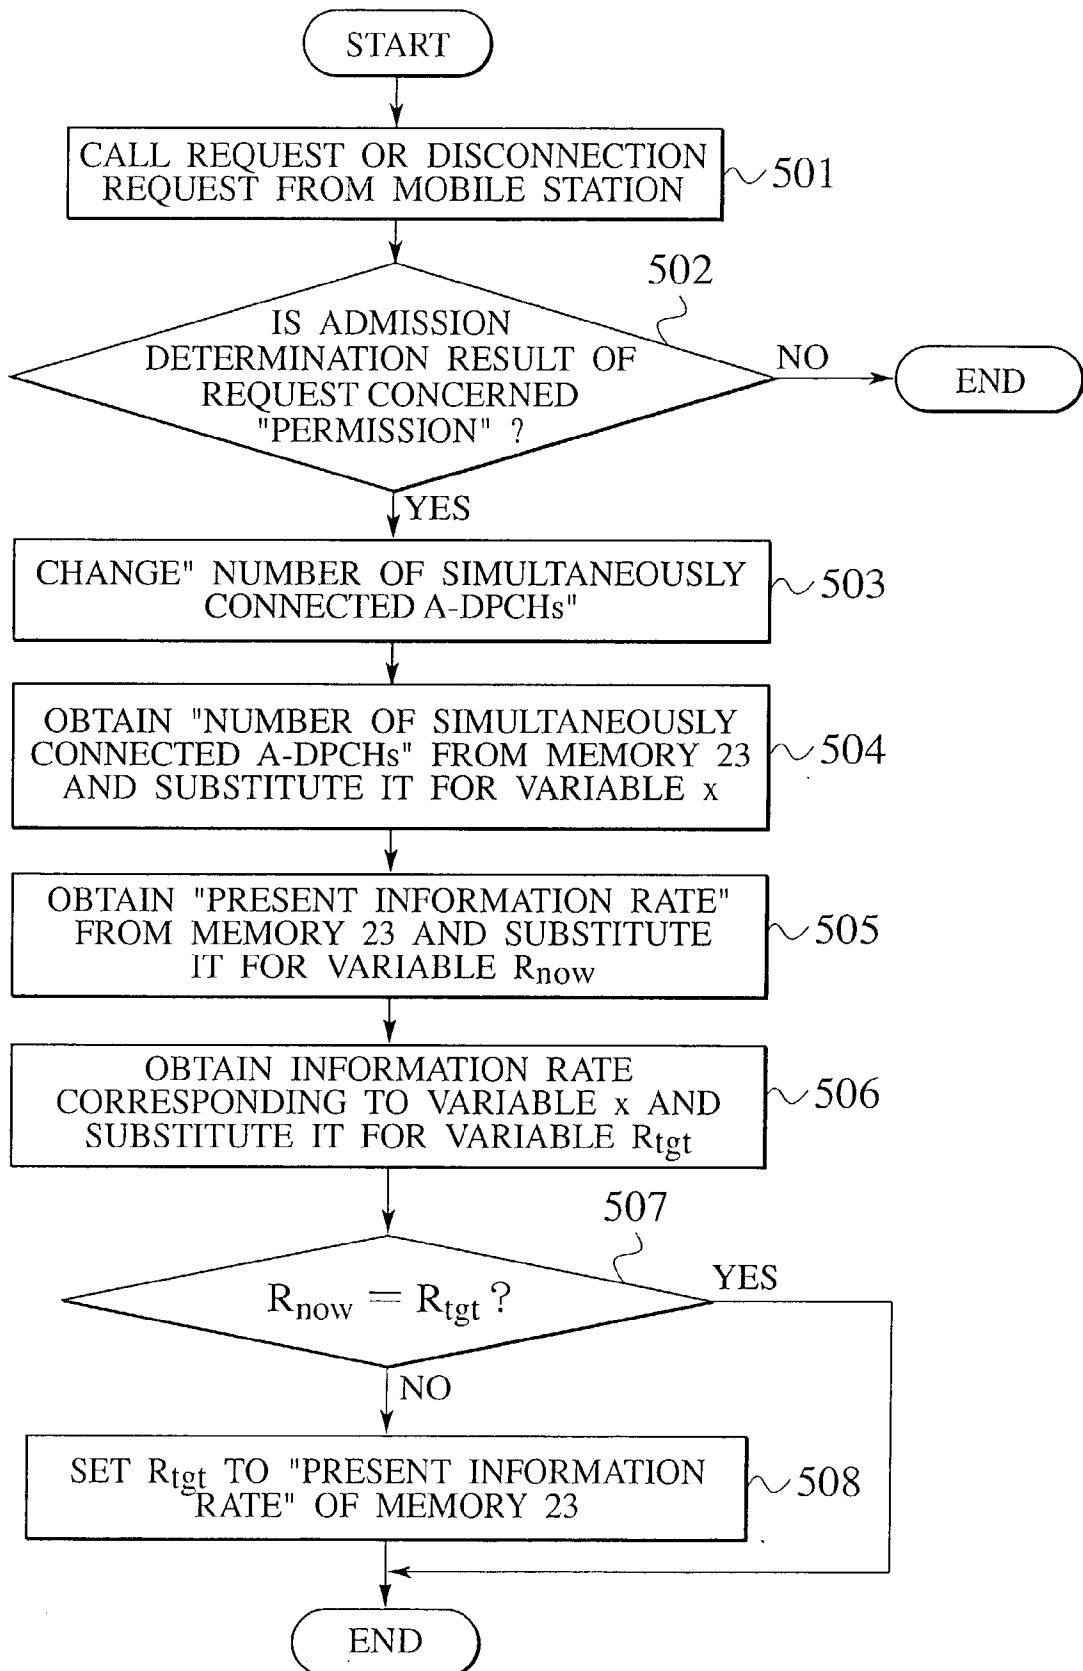 START
CALL REQUEST OR DISCONNECTION
REQUEST FROM MOBILE STATION
501
502
IS ADMISSION
DETERMINATION RESULT OF
REQUEST CONCERNED
"PERMISSION" ?
NO
END
YES
CHANGE" NUMBER OF SIMULTANEOUSLY
CONNECTED A-DPCHs"
503
OBTAIN "NUMBER OF SIMULTANEOUSLY
CONNECTED A-DPCHs" FROM MEMORY 23
AND SUBSTITUTE IT FOR VARIABLE x
504
OBTAIN "PRESENT INFORMATION RATE"
FROM MEMORY 23 AND SUBSTITUTE
IT FOR VARIABLE Rnow
505
OBTAIN INFORMATION RATE
CORRESPONDING TO VARIABLE x AND
SUBSTITUTE IT FOR VARIABLE Rtgt
506
507
Rnow = Rtgt ?
YES
NO
SET Rtgt TO "PRESENT INFORMATION
RATE" OF MEMORY 23
508
END